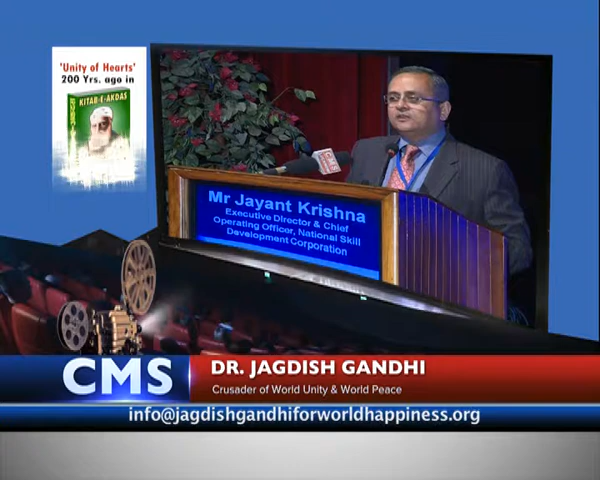 'Unity of Hearts'
200 Yrs. ago in
KITAB-E-AKDAS
CMS
Mr Jayant Krishna
Executive Director & Chief
Operating Officer, National Skill
Development Corporation
CMS
DR. JAGDISH GANDHI
Crusader of World Unity & World Peace
info@jagdishgandhiforworldhappiness.org